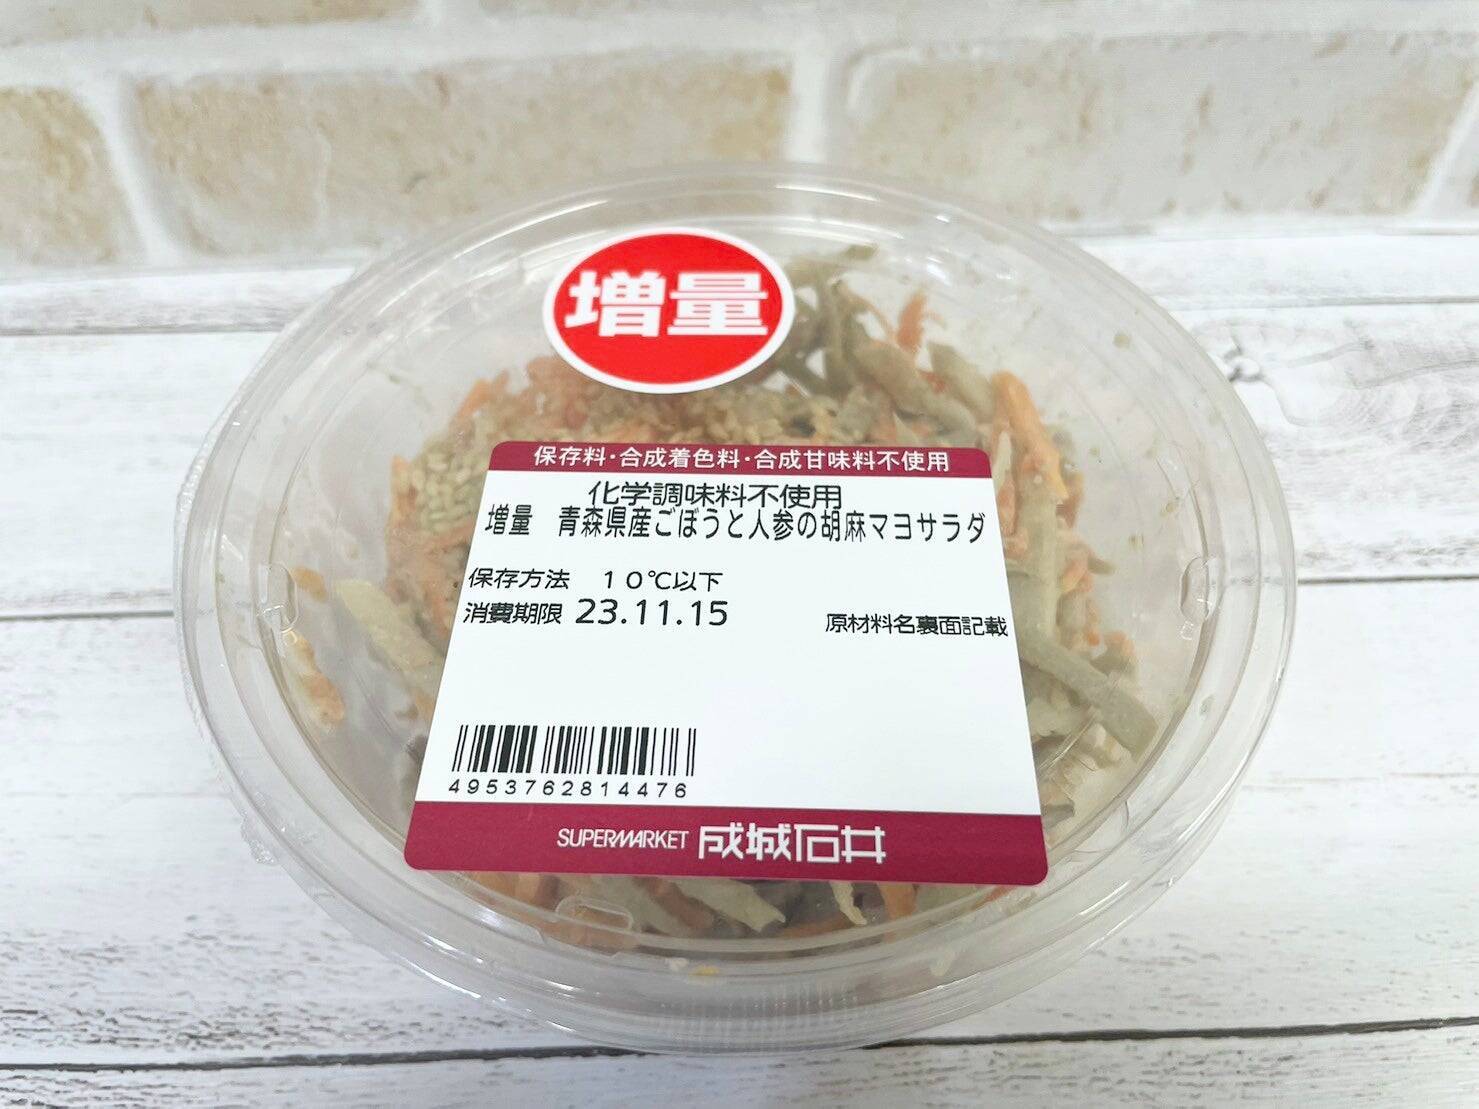 増量
保存料・合成着色料・合成甘味料不使用
化学調味料不使用
増量　青森県産ごぼうと人参の胡麻マヨサラダ
保存方法　１０℃以下
消費期限 23.11.15
原材料名裏面記載
4953762814476
SUPERMARKET 成城石井